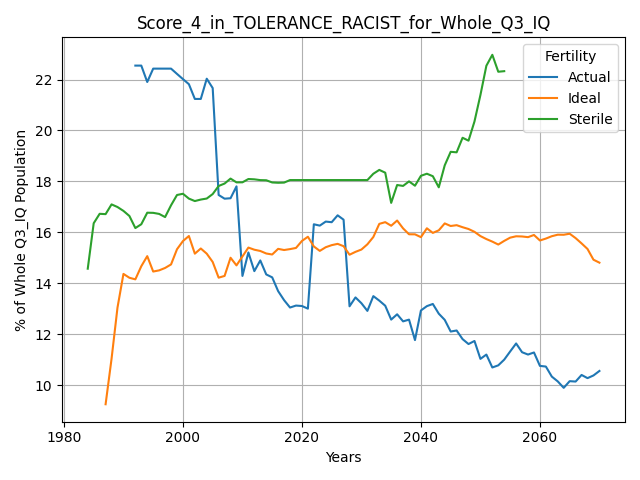 Score_4_in_TOLERANCE_RACIST_for_Whole_Q3_IQ
Fertility
Actual
Ideal
Sterile
% of Whole Q3_IQ Population
22
20
18
16
14
12
10
1980
2000
2020
2040
2060
Years